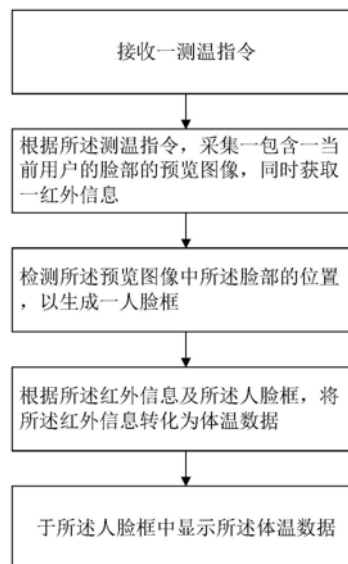 接收一测温指令
根据所述测温指令，采集一包含一当
前用户的脸部的预览图像，同时获取
一红外信息
检测所述预览图像中所述脸部的位置
，以生成一人脸框
根据所述红外信息及所述人脸框，将
所述红外信息转化为体温数据
于所述人脸框中显示所述体温数据